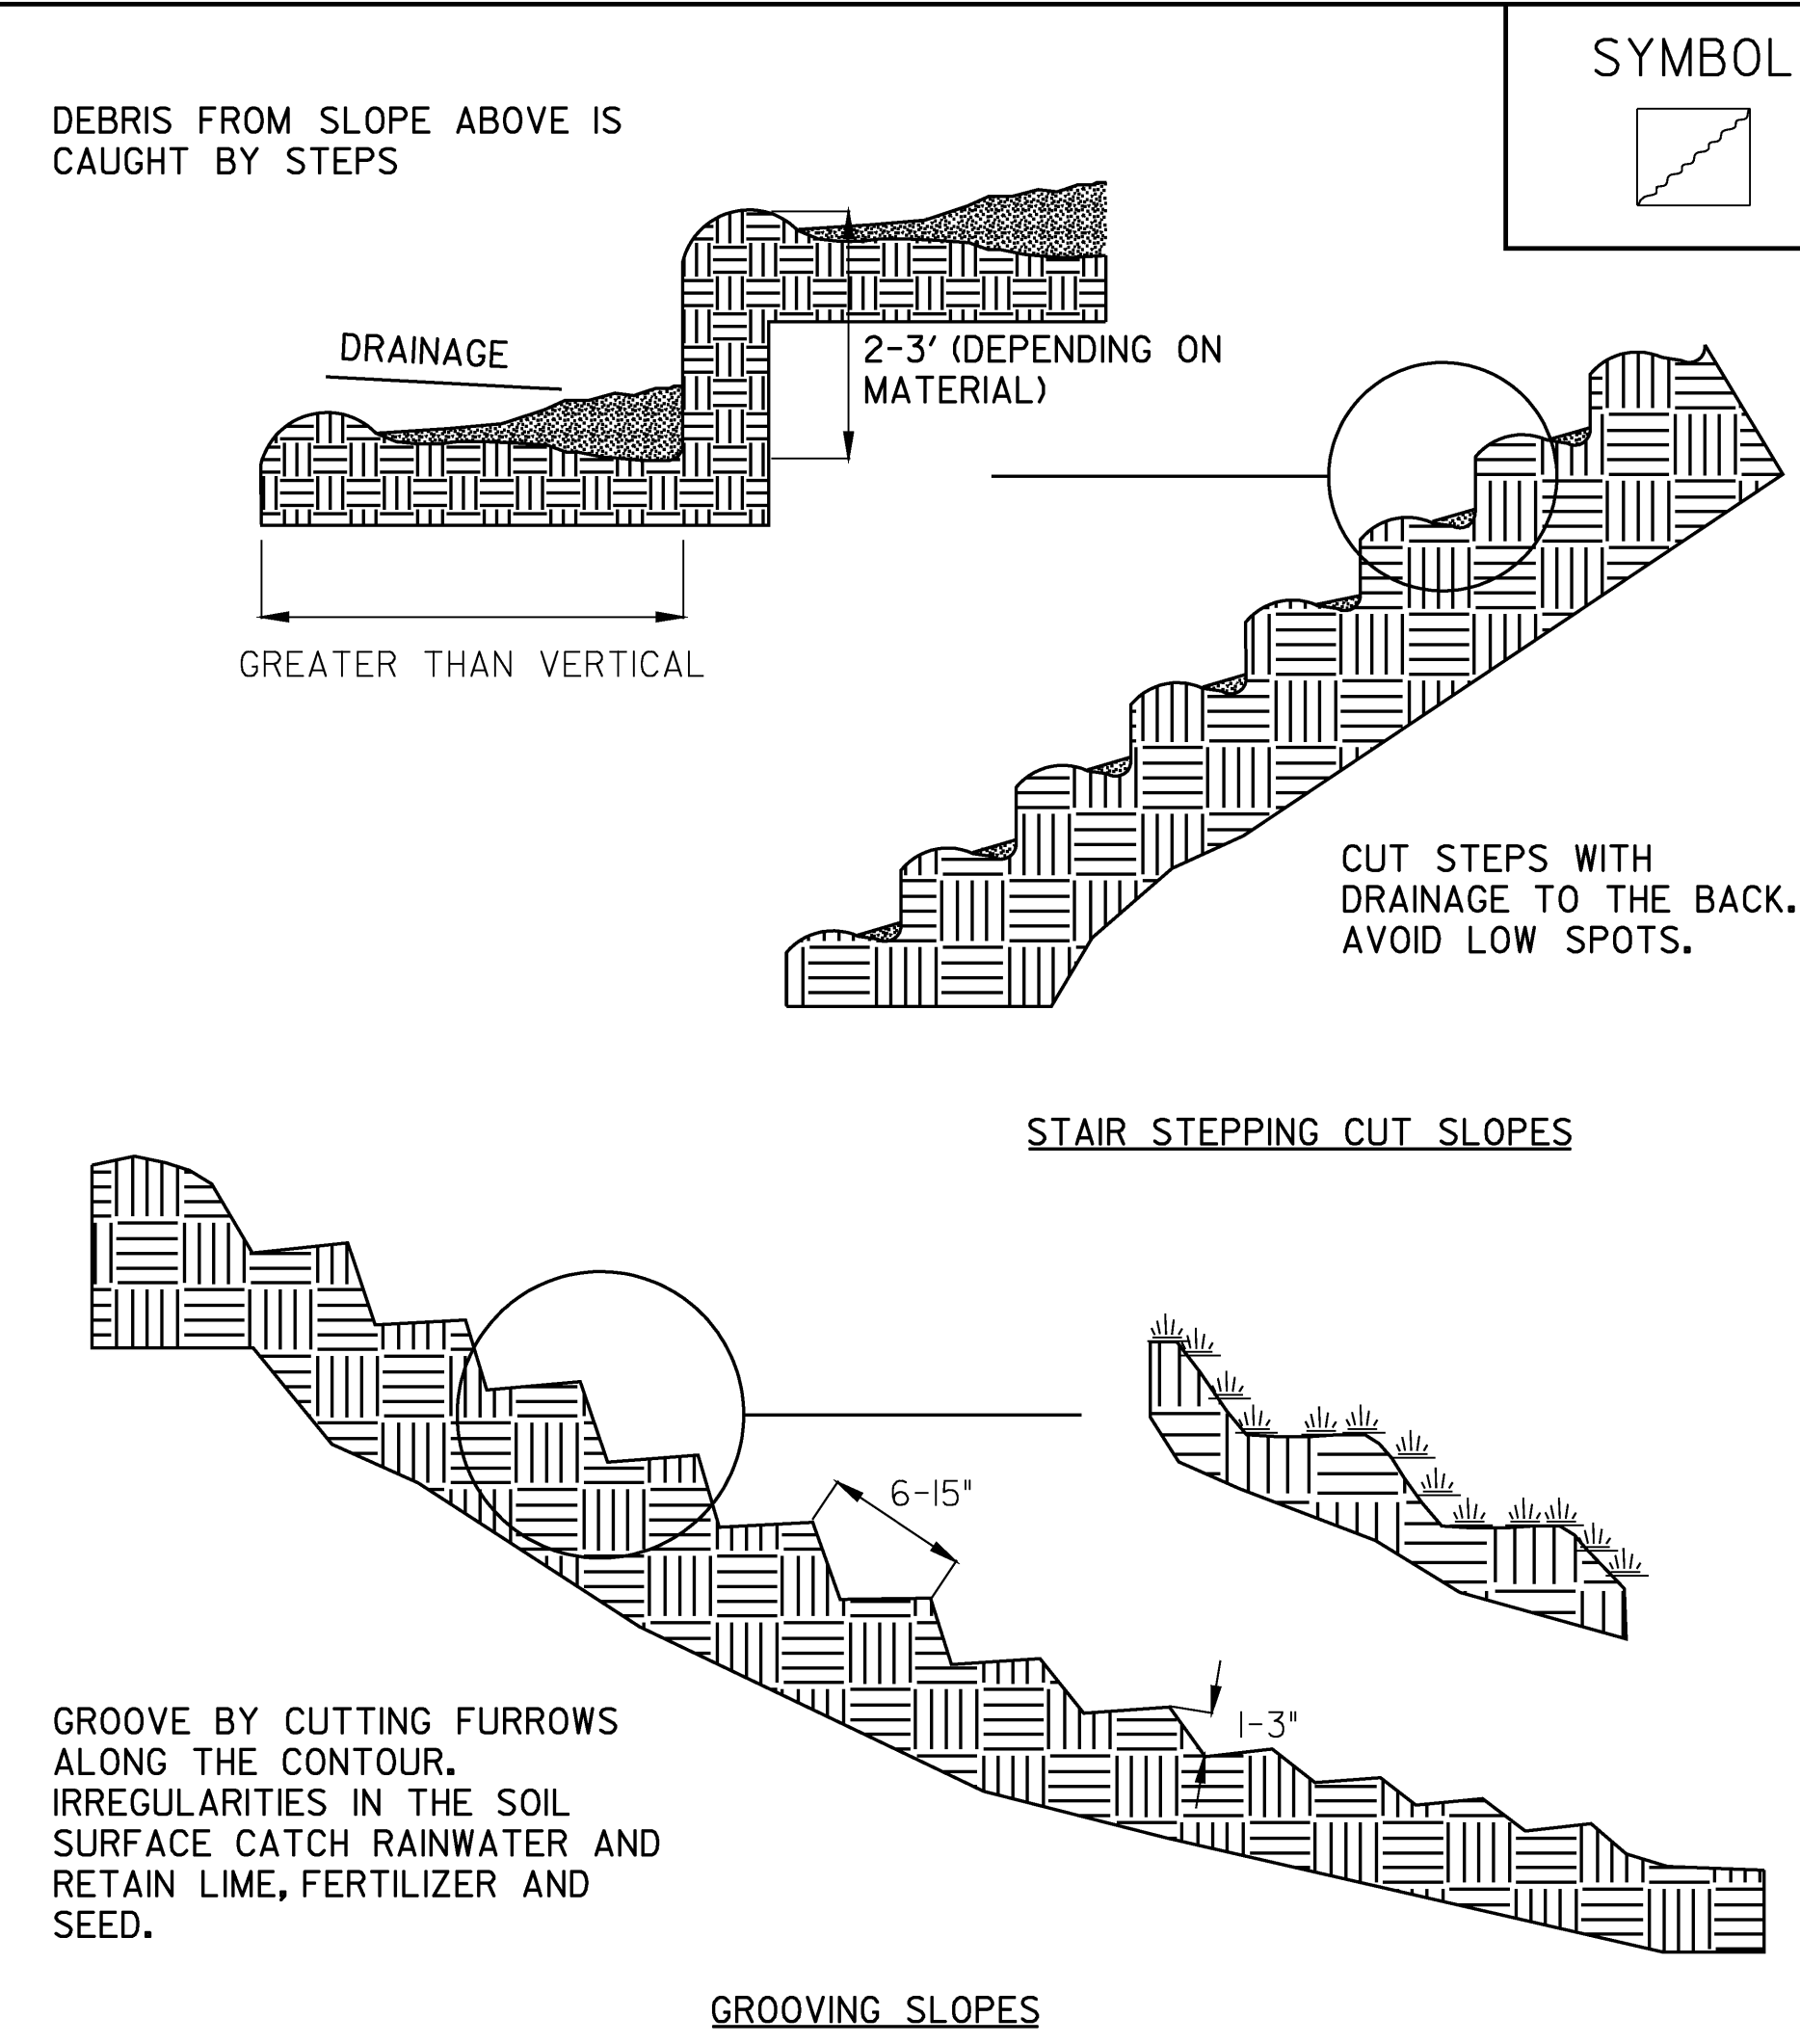 SYMBOL
DEBRIS FROM SLOPE ABOVE IS
CAUGHT BY STEPS
DRAINAGE
2-3' (DEPENDING ON
MATERIAL)
GREATER THAN VERTICAL
CUT STEPS WITH
DRAINAGE TO THE BACK.
AVOID LOW SPOTS.
STAIR STEPPING CUT SLOPES
6-15"
1-3"
GROOVE BY CUTTING FURROWS
ALONG THE CONTOUR.
IRREGULARITIES IN THE SOIL
SURFACE CATCH RAINWATER AND
RETAIN LIME, FERTILIZER AND
SEED.
GROOVING SLOPES